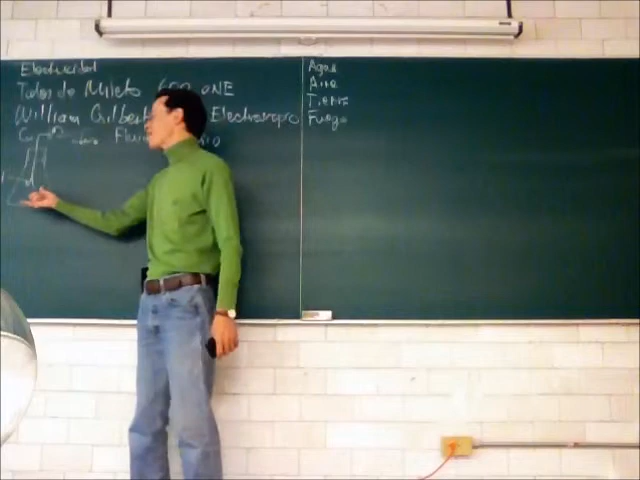 Electricidad
Tales de Mileto 600 aNE
William Gilbert Electroscopio
Agua
Aire
Tierra
Fuego